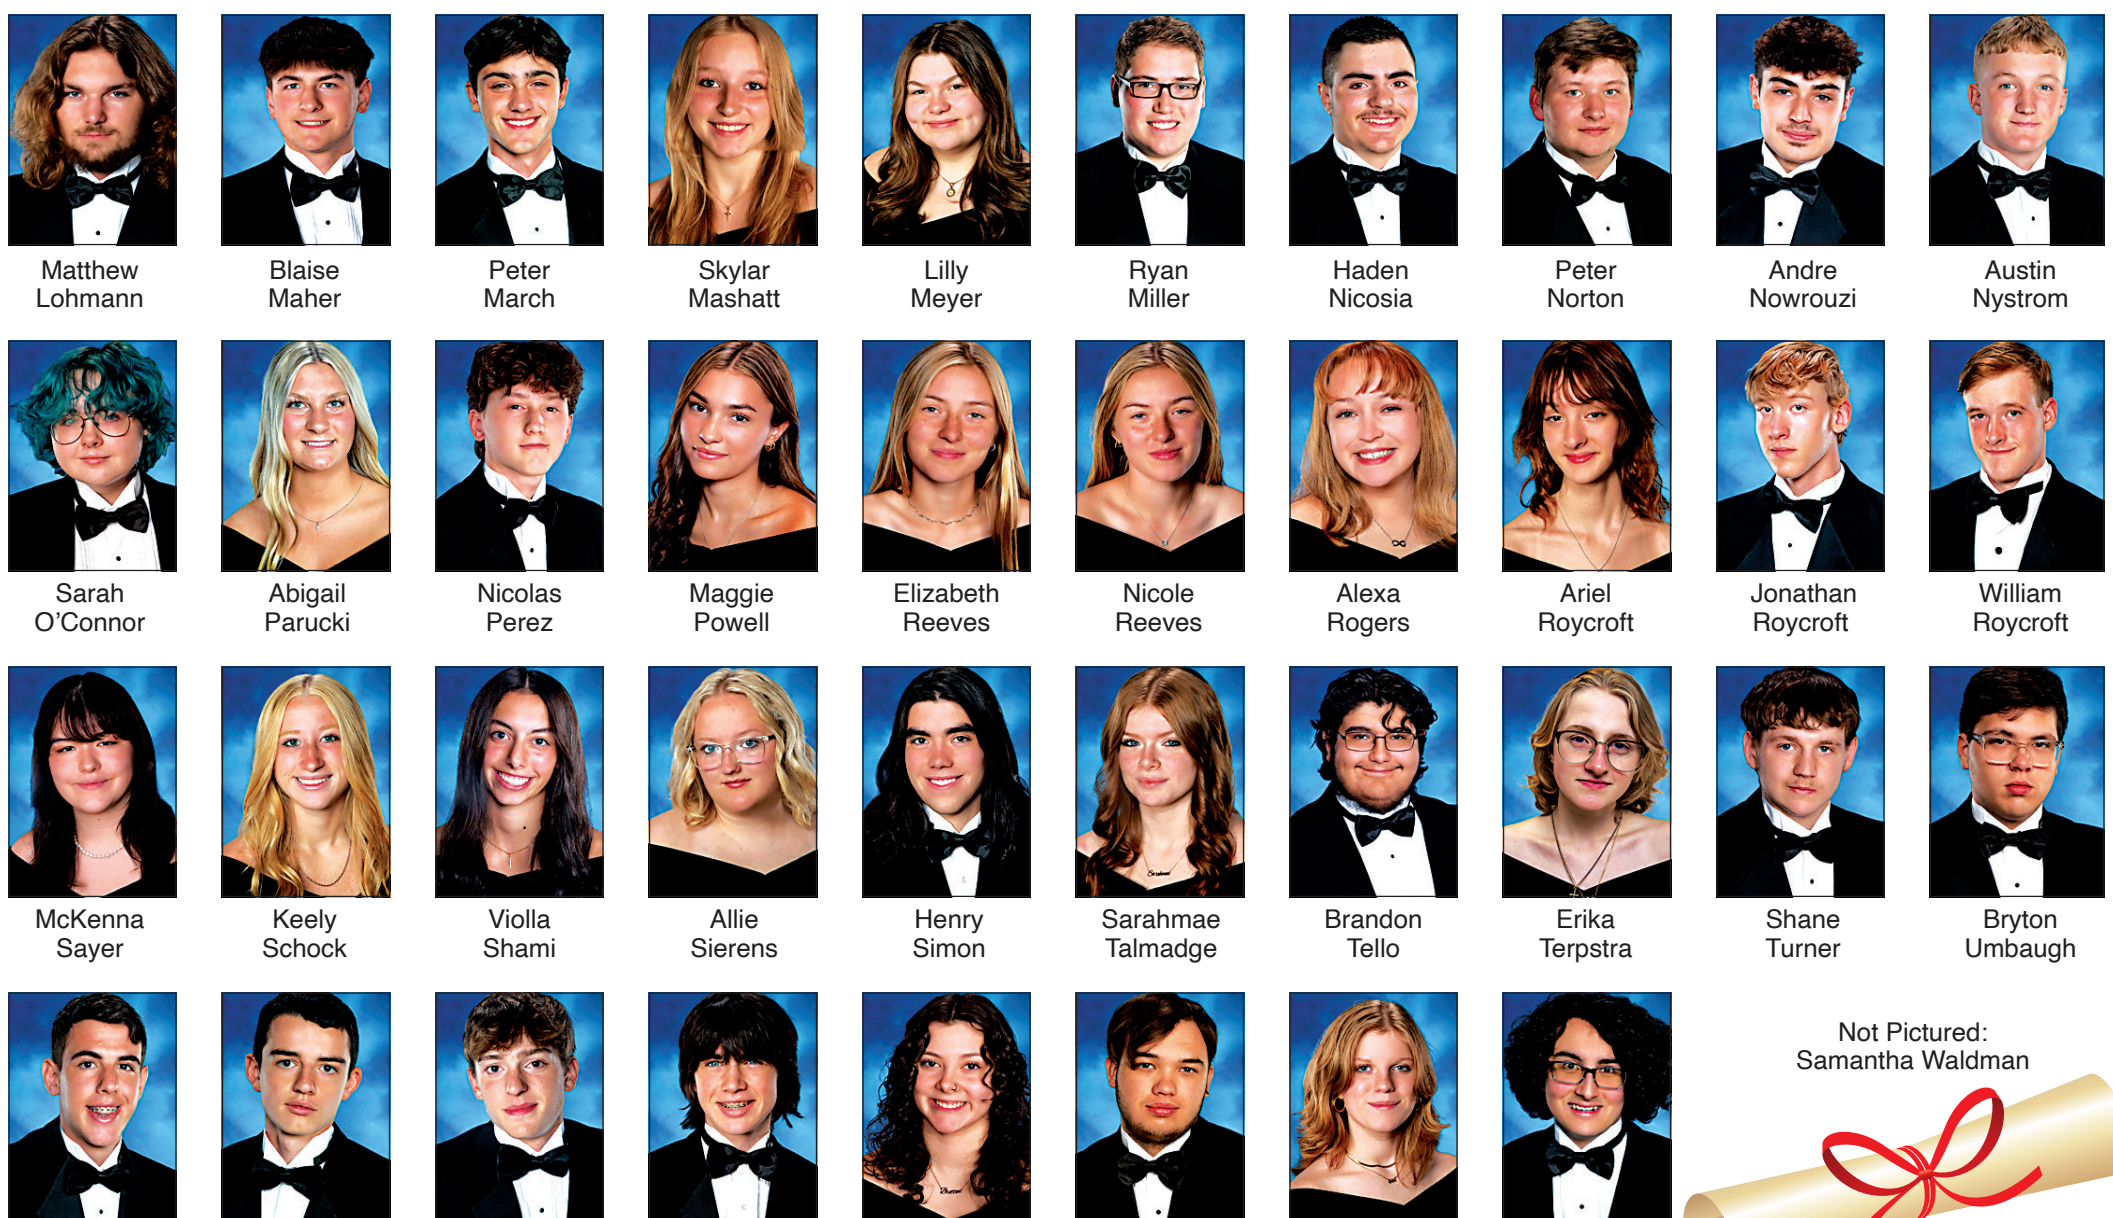 Matthew Lohmann
Blaise Maher
Peter March
Skylar Mashatt
Lilly Meyer
Ryan Miller
Haden Nicosia
Peter Norton
Andre Nowrouzi
Austin Nystrom
Sarah O'Connor
Abigail Parucki
Nicolas Perez
Maggie Powell
Elizabeth Reeves
Nicole Reeves
Alexa Rogers
Ariel Roycroft
Jonathan Roycroft
William Roycroft
McKenna Sayer
Keely Schock
Violla Shami
Allie Sierens
Henry Simon
Sarahmae Talmadge
Brandon Tello
Erika Terpstra
Shane Turner
Bryton Umbaugh
Not Pictured:
Samantha Waldman